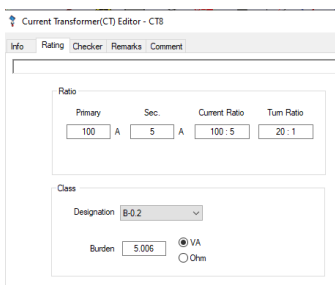 Current Transformer(CT) Editor - CT8
Info Rating Checker Remarks Comment
Ratio
Primary Sec. Current Ratio Turn Ratio
100 A 5 A 100 : 5 20 : 1
Class
Designation B-0.2
Burden 5.006 VA
Ohm